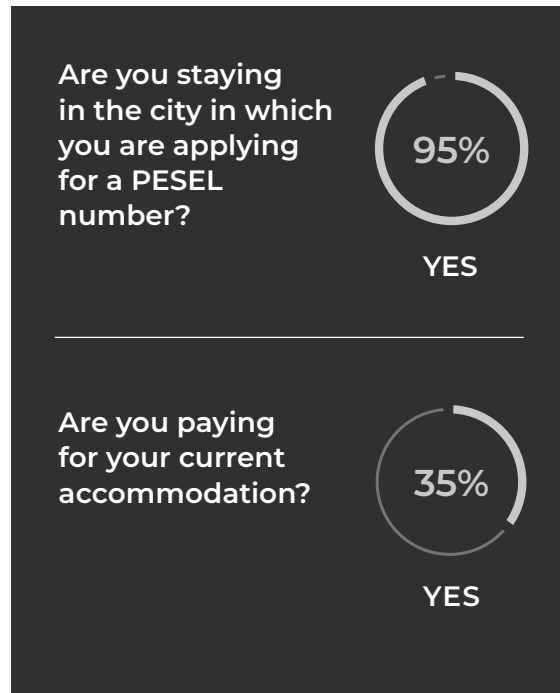 Are you staying
in the city in which
you are applying
for a PESEL
number?
95%
YES
Are you paying
for your current
accommodation?
35%
YES